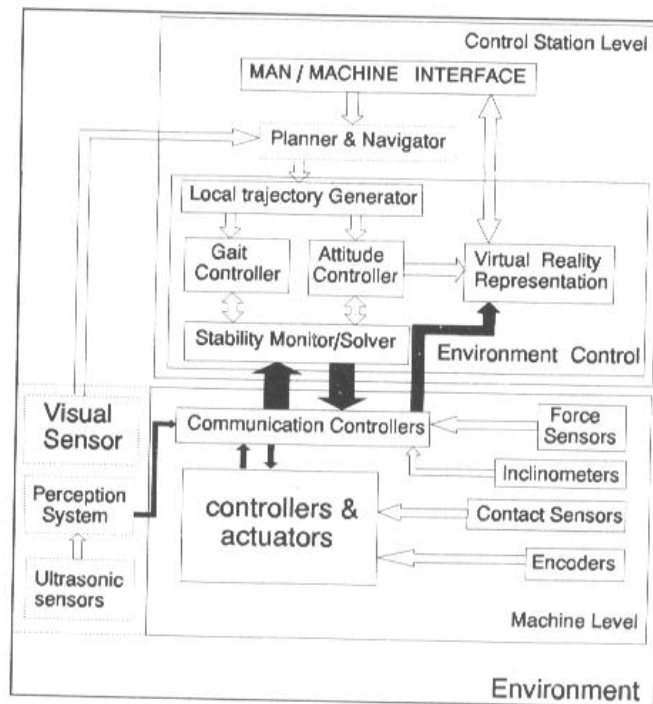 Control Station Level
MAN / MACHINE INTERFACE
Planner & Navigator
Local trajectory Generator
Gait
Controller
Attitude
Controller
Virtual Reality
Representation
Stability Monitor/Solver
Environment Control
Visual
Sensor
Communication Controllers
Force
Sensors
Perception
System
Inclinometers
controllers &
actuators
Contact Sensors
Ultrasonic
sensors
Encoders
Machine Level
Environment